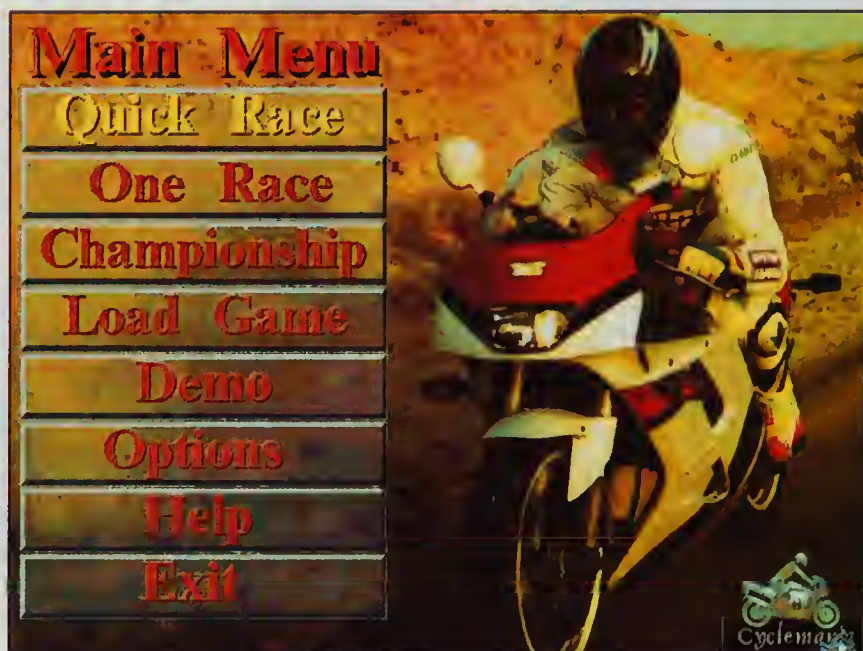 Main Menu
Quick Race
One Race
Championship
Load Game
Demo
Options
Help
Exit
Cyclemania